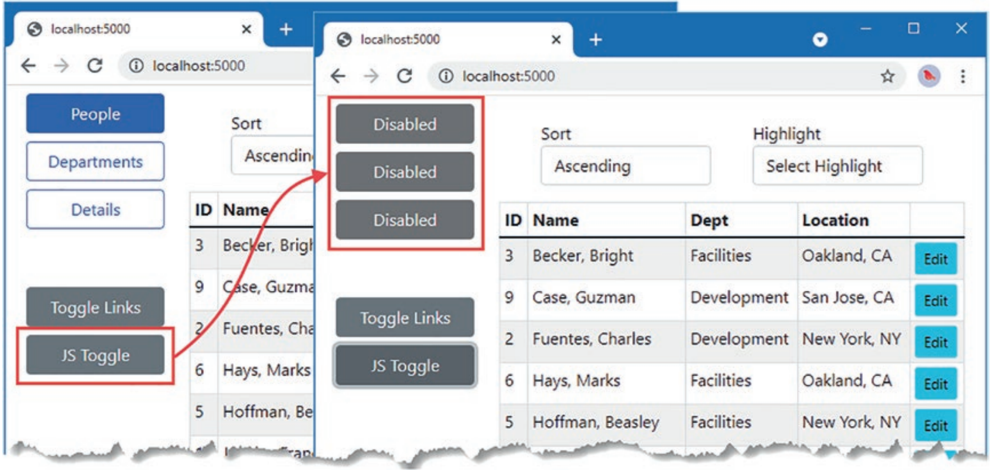 localhost:5000
localhost:5000
People
Departments
Details
Toggle Links
JS Toggle
Sort
Ascendin
ID Name
3 Becker, Brigh
9 Case, Guzma
2 Fuentes, Cha
6 Hays, Marks
5 Hoffman, Be
localhost:5000
localhost:5000
Disabled
Disabled
Disabled
Toggle Links
JS Toggle
Sort Highlight
Ascending Select Highlight
ID Name Dept Location
3 Becker, Bright Facilities Oakland, CA Edit
9 Case, Guzman Development San Jose, CA Edit
2 Fuentes, Charles Development New York, NY Edit
6 Hays, Marks Facilities Oakland, CA Edit
5 Hoffman, Beasley Facilities New York, NY Edit